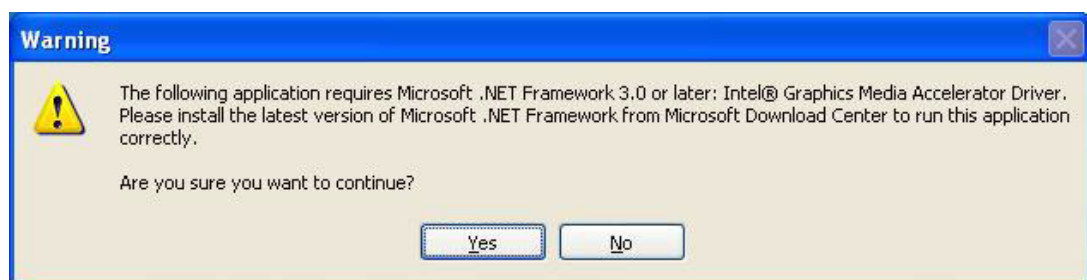 Warning
The following application requires Microsoft .NET Framework 3.0 or later: Intel® Graphics Media Accelerator Driver.
Please install the latest version of Microsoft .NET Framework from Microsoft Download Center to run this application
correctly.
Are you sure you want to continue?
Yes No